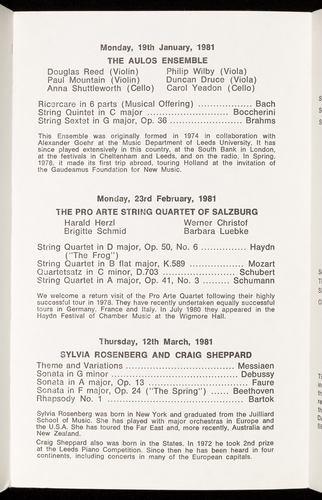 Monday, 19th January, 1981
THE AULOS ENSEMBLE
Douglas Reed (Violin) Philip Wilby (Viola)
Paul Mountain (Violin) Duncan Druce (Viola)
Anna Shuttleworth (Cello) Carol Yeadon (Cello)
Ricercare in 6 parts (Musical Offering) .................. Bach
String Quintet in C major ........................... Boccherini
String Sextet in G major, Op. 36 ........................ Brahms
This Ensemble was originally formed in 1974 in collaboration with
Alexander Goehr at the Music Department of Leeds University. It has
since played extensively in this country, at the South Bank in London,
at the festivals in Cheltenham and Leeds, and on the radio. In Spring,
1978, it made its first trip abroad, touring Holland at the invitation of
the Gaudeamus Foundation for New Music.
Monday, 23rd February, 1981
THE PRO ARTE STRING QUARTET OF SALZBURG
Harald Herzl Werner Christof
Brigitte Schmid Barbara Luebke
String Quartet in D major, Op. 50, No. 6 ............... Haydn
("The Frog")
String Quartet in B flat major, K.589 .................... Mozart
Quartetsatz in C minor, D.703 ......................... Schubert
String Quartet in A major, Op. 41, No. 3 .......... Schumann
We welcome a return visit of the Pro Arte Quartet following their highly
successful tour in 1978. They have recently undertaken equally successful
tours in Germany, France and Italy. In July 1980 they appeared in the
Haydn Festival of Chamber Music at the Wigmore Hall.
Thursday, 12th March, 1981
SYLVIA ROSENBERG AND CRAIG SHEPPARD
Theme and Variations ................................. Messiaen
Sonata in G minor ..................................... Debussy
Sonata in A major, Op. 13 ............................... Faure
Sonata in F major, Op. 24 ("The Spring") ...... Beethoven
Rhapsody No. 1 .......................................... Bartok
Sylvia Rosenberg was born in New York and graduated from the Juilliard
School of Music. She has played with major orchestras in Europe and
the U.S.A. She has toured the Far East and, more recently, Australia and
New Zealand.
Craig Sheppard also was born in the States. In 1972 he took 2nd prize
at the Leeds Piano Competition. Since then he has been heard in four
continents, including concerts in many of the European capitals.